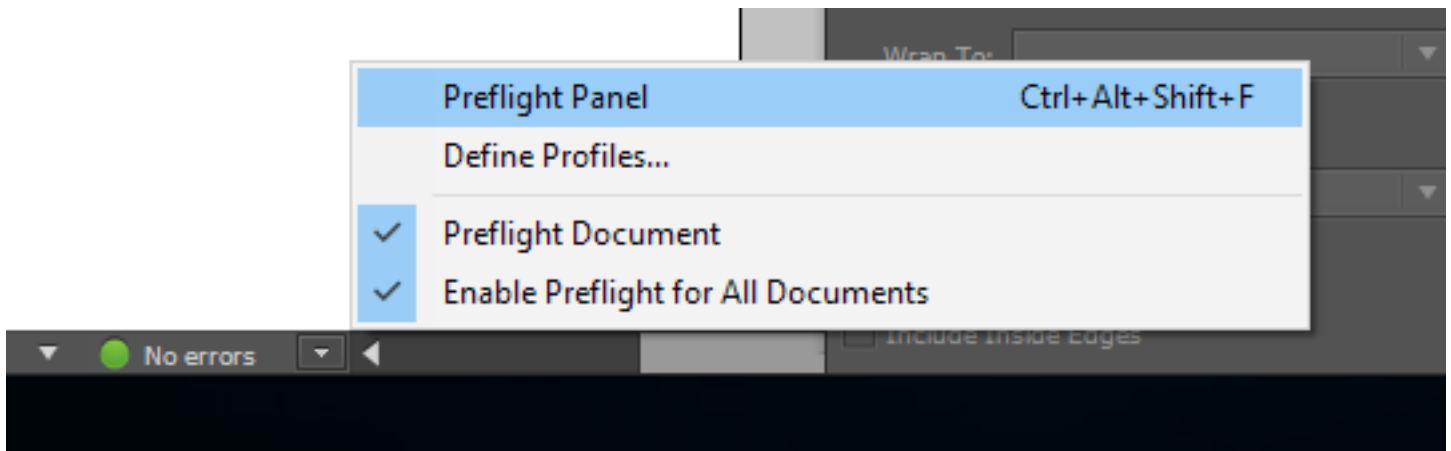 Wrap To:
Preflight Panel Ctrl+Alt+Shift+F
Define Profiles...
Preflight Document
Enable Preflight for All Documents
Include Inside Edges
No errors